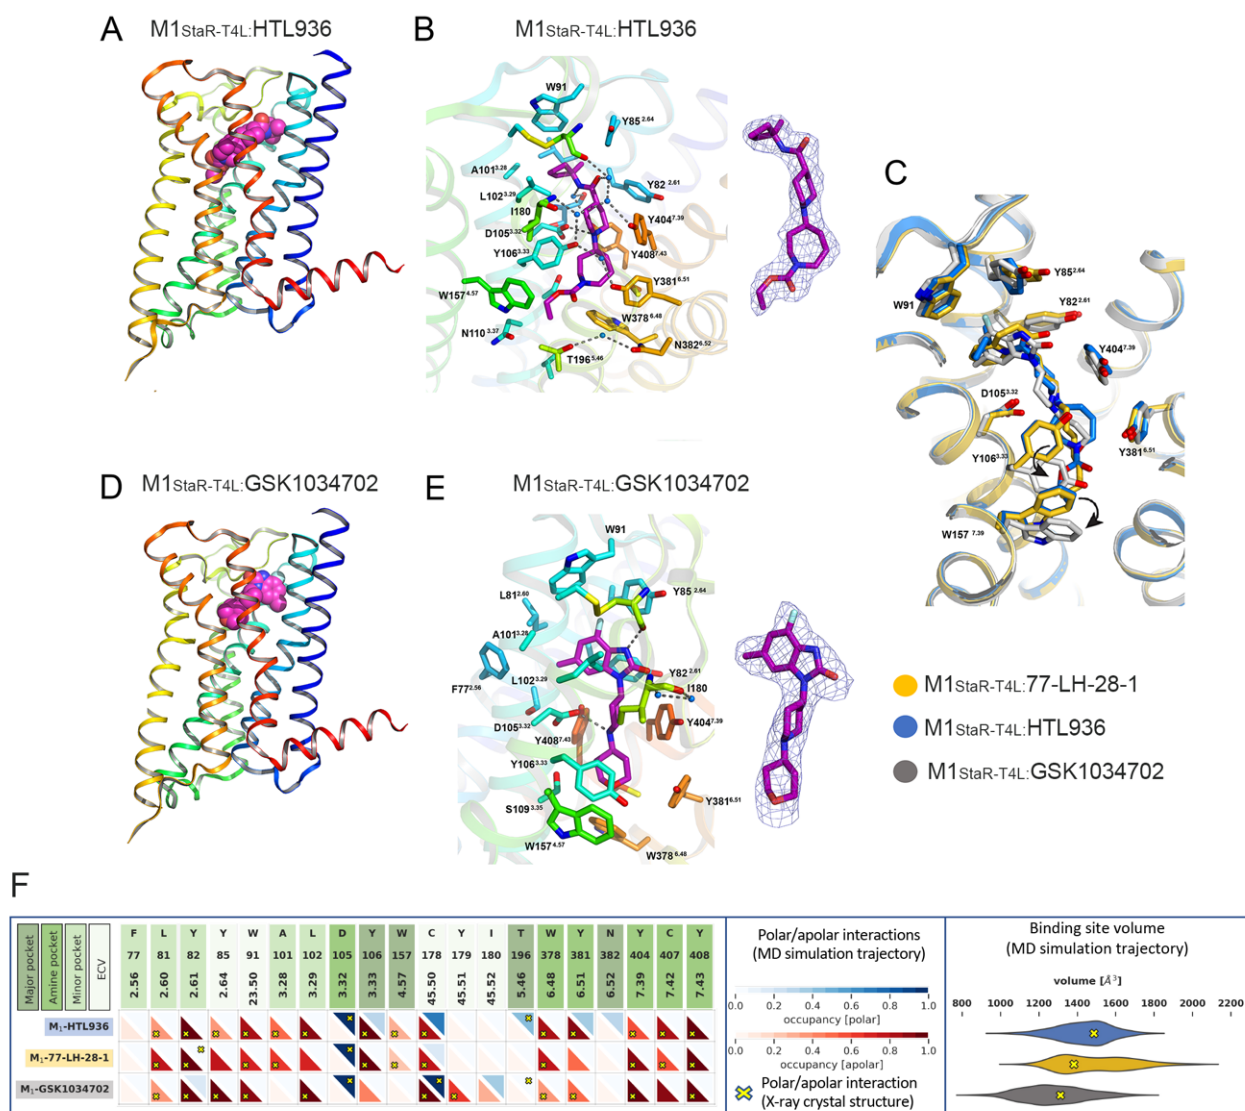 A
M1StaR-T4L:HTL936
B
M1StaR-T4L:HTL936
W91
Y85 2.64
A101 3.28
L102 3.29
I180
D105 3.32
Y106 3.33
W157 4.57
N110 3.37
T196 5.46
Y82 2.61
Y404 7.39
Y408 7.43
Y381 6.51
W378 6.48
N382 6.52
C
W91
Y85 2.64
Y82 2.61
Y404 7.39
D105 3.32
Y106 3.33
Y381 6.51
W157 7.39
D
M1StaR-T4L:GSK1034702
E
M1StaR-T4L:GSK1034702
W91
L81 2.60
Y85 2.64
A101 3.28
F77 2.56
L102 3.29
Y82 2.61
I180
D105 3.32
Y408 7.43
Y404 7.39
Y106 3.33
S109 3.35
Y381 6.51
W157 4.57
W378 6.48
M1StaR-T4L:77-LH-28-1
M1StaR-T4L:HTL936
M1StaR-T4L:GSK1034702
F
Major pocket
Amine pocket
Minor pocket
ECV
F L Y Y W A L D Y W C Y I T W Y N Y C Y
77 81 82 85 91 101 102 105 106 157 178 179 180 196 378 381 382 404 407 408
2.56 2.60 2.61 2.64 23.50 3.28 3.29 3.32 3.33 4.57 45.50 45.51 45.52 5.46 6.48 6.51 6.52 7.39 7.42 7.43
M1-HTL936
M1-77-LH-28-1
M1-GSK1034702
Polar/apolar interactions
(MD simulation trajectory)
0.0 0.2 0.4 0.6 0.8 1.0
occupancy [polar]
0.0 0.2 0.4 0.6 0.8 1.0
occupancy [apolar]
Polar/apolar interaction
(X-ray crystal structure)
Binding site volume
(MD simulation trajectory)
volume [Å³]
800 1000 1200 1400 1600 1800 2000 2200